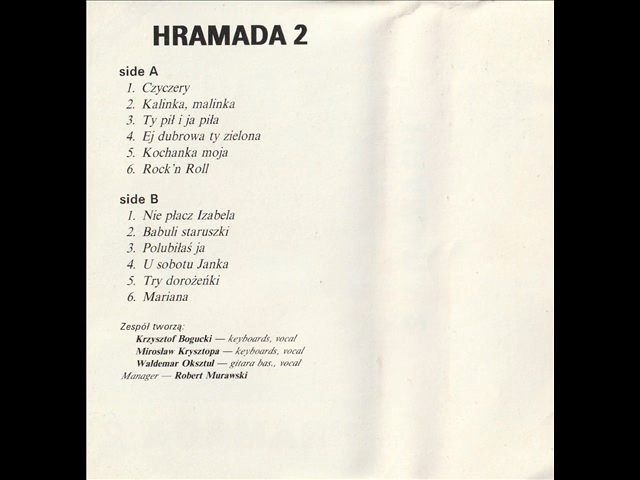 HRAMADA 2
side A
1. Czyczery
2. Kalinka, malinka
3. Ty pił i ja piła
4. Ej dubrowa ty zielona
5. Kochanka moja
6. Rock'n Roll
side B
1. Nie płacz Izabela
2. Babuli staruszki
3. Polubiłaś ja
4. U sobotu Janka
5. Try dorożeńki
6. Mariana
Zespół tworzą:
Krzysztof Bogucki — keyboards, vocal
Mirosław Krysztopa — keyboards, vocal
Waldemar Oksztul — gitara bas., vocal
Manager — Robert Murawski